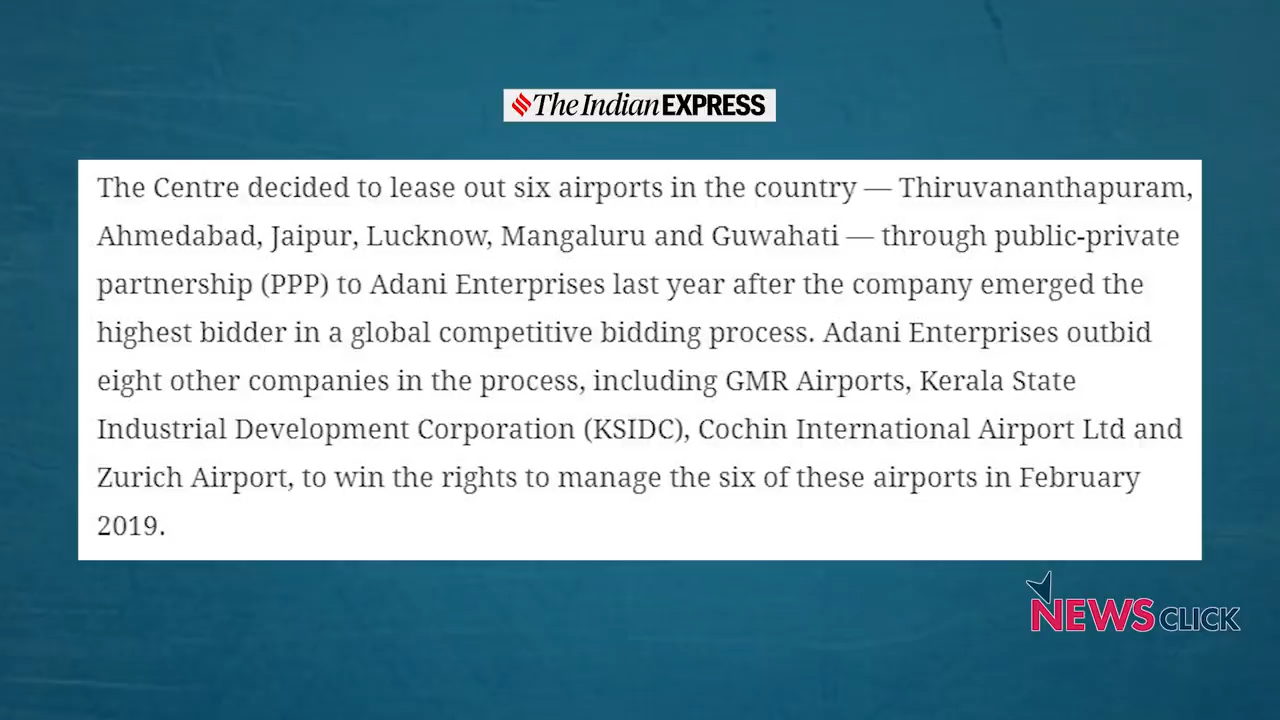 The Indian EXPRESS
The Centre decided to lease out six airports in the country — Thiruvananthapuram,
Ahmedabad, Jaipur, Lucknow, Mangaluru and Guwahati — through public-private
partnership (PPP) to Adani Enterprises last year after the company emerged the
highest bidder in a global competitive bidding process. Adani Enterprises outbid
eight other companies in the process, including GMR Airports, Kerala State
Industrial Development Corporation (KSIDC), Cochin International Airport Ltd and
Zurich Airport, to win the rights to manage the six of these airports in February
2019.
NEWSCLICK